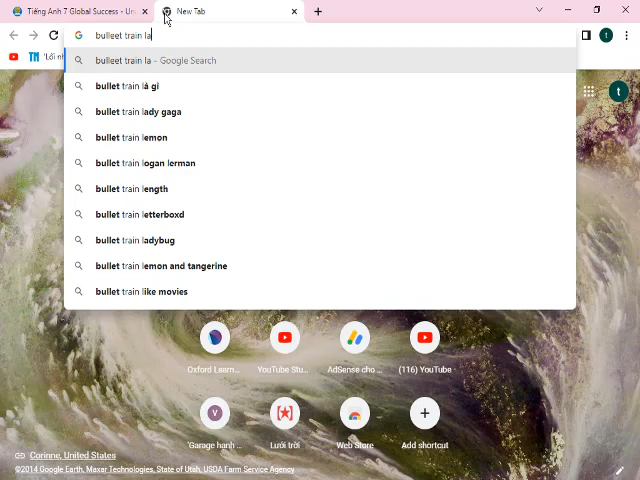 Tiếng Anh 7 Global Success - Un
New Tab
bulleet train la
TM 'Lối nh
t
bulleet train la - Google Search
bullet train là gì
bullet train lady gaga
bullet train lemon
bullet train logan lerman
bullet train length
bullet train letterboxd
bullet train ladybug
bullet train lemon and tangerine
bullet train like movies
t
Oxford Learn...
YouTube Stu...
AdSense cho ...
(116) YouTube
V
'Garage hạnh ...
Lưới trời
Web Store
Add shortcut
Corinne, United States
©2014 Google Earth, Maxar Technologies, State of Utah, USDA Farm Service Agency